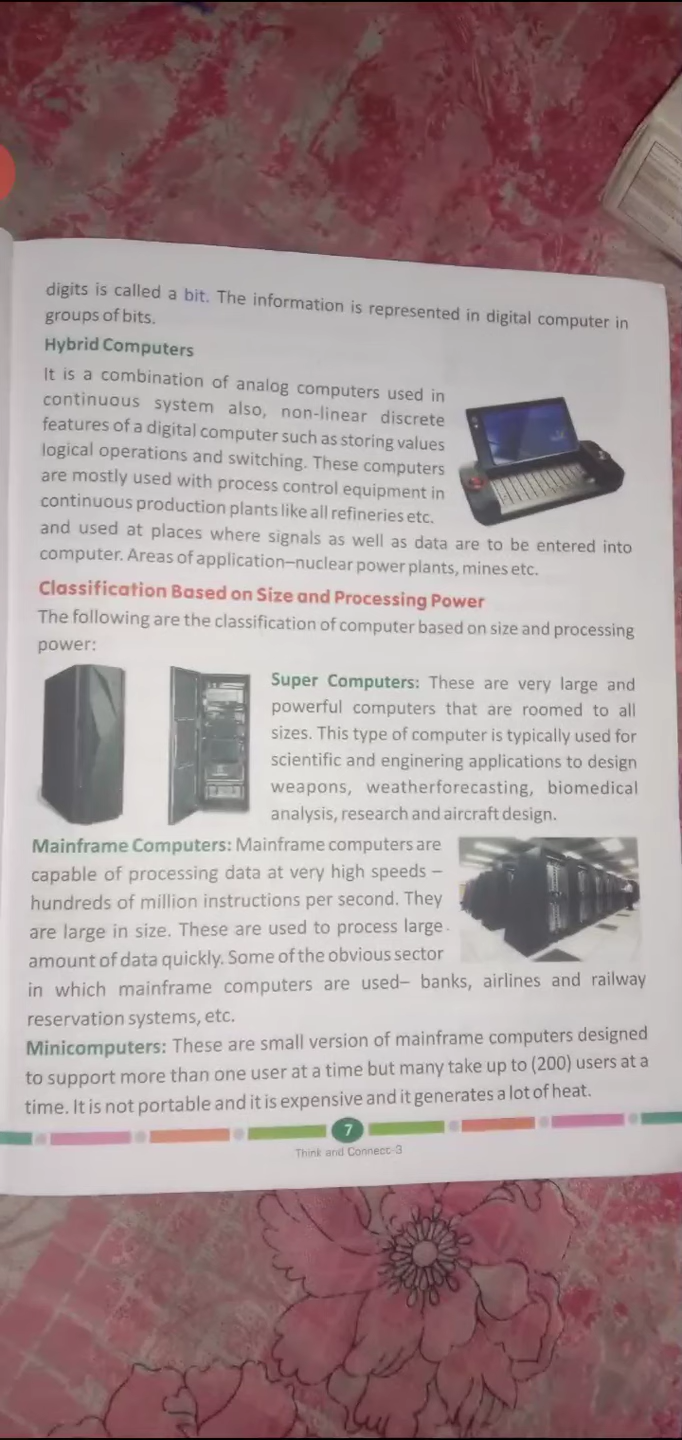 digits is called a bit. The information is represented in digital computer in
groups of bits.
Hybrid Computers
It is a combination of analog computers used in
continuous system also, non-linear discrete
features of a digital computer such as storing values
logical operations and switching. These computers
are mostly used with process control equipment in
continuous production plants like all refineries etc.
and used at places where signals as well as data are to be entered into
computer. Areas of application–nuclear power plants, mines etc.
Classification Based on Size and Processing Power
The following are the classification of computer based on size and processing
power:
Super Computers: These are very large and
powerful computers that are roomed to all
sizes. This type of computer is typically used for
scientific and enginering applications to design
weapons, weatherforecasting, biomedical
analysis, research and aircraft design.
Mainframe Computers: Mainframe computers are
capable of processing data at very high speeds –
hundreds of million instructions per second. They
are large in size. These are used to process large
amount of data quickly. Some of the obvious sector
in which mainframe computers are used– banks, airlines and railway
reservation systems, etc.
Minicomputers: These are small version of mainframe computers designed
to support more than one user at a time but many take up to (200) users at a
time. It is not portable and it is expensive and it generates a lot of heat.
7
Think and Connect-3